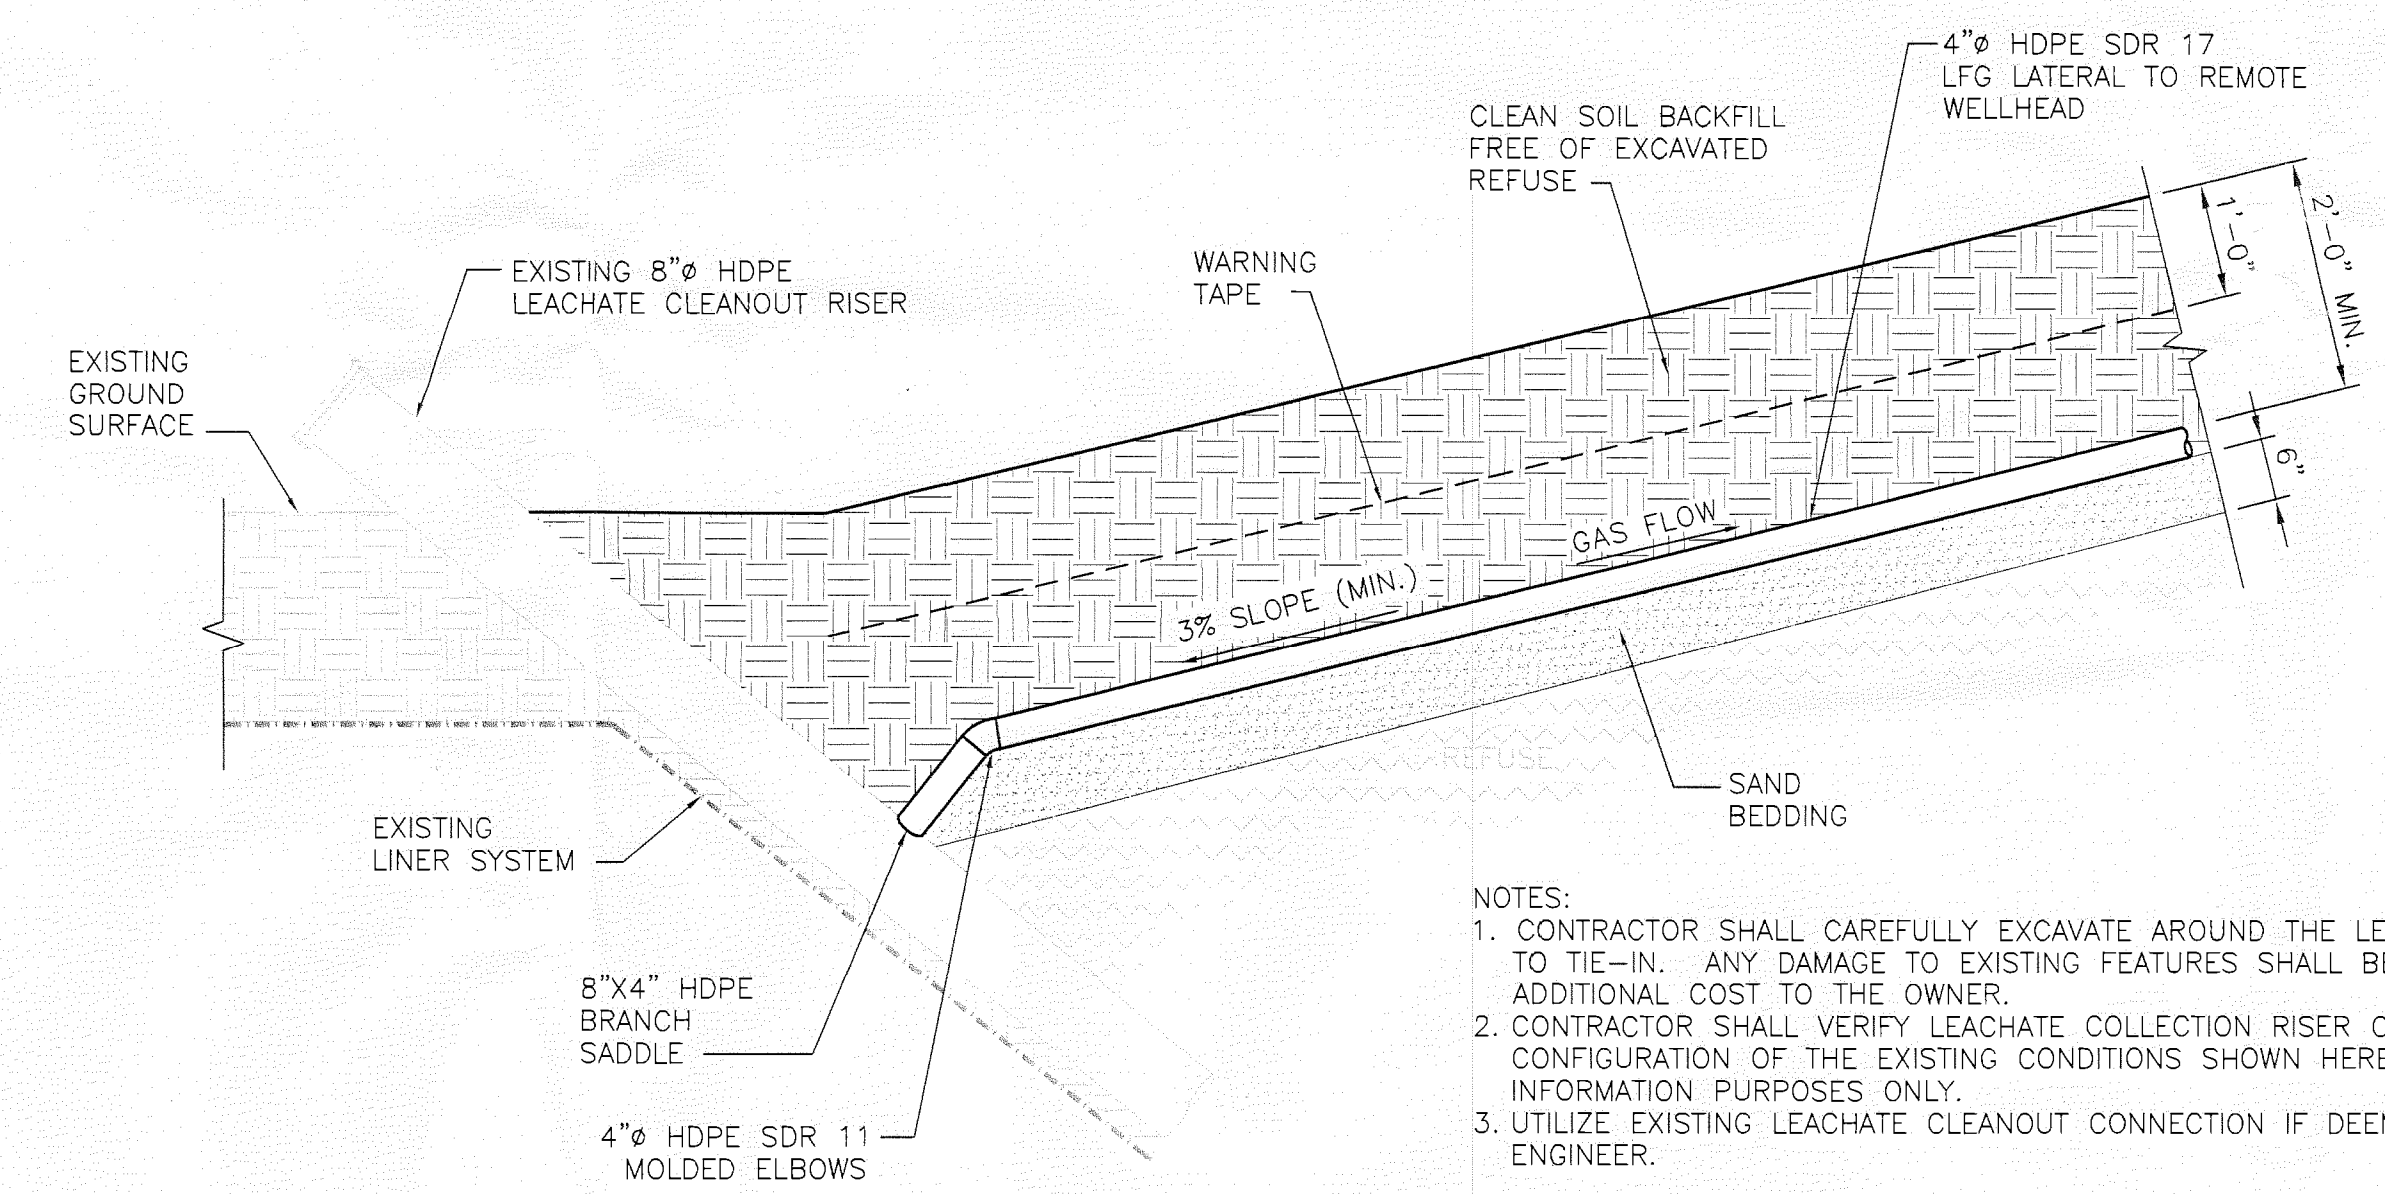 4"ø HDPE SDR 17
LFG LATERAL TO REMOTE
WELLHEAD
CLEAN SOIL BACKFILL
FREE OF EXCAVATED
REFUSE
WARNING
TAPE
EXISTING 8"ø HDPE
LEACHATE CLEANOUT RISER
EXISTING
GROUND
SURFACE
1'-0"
2'-0" MIN.
6"
GAS FLOW
3% SLOPE (MIN.)
REFUSE
SAND
BEDDING
EXISTING
LINER SYSTEM
8"X4" HDPE
BRANCH
SADDLE
4"ø HDPE SDR 11
MOLDED ELBOWS
NOTES:
1. CONTRACTOR SHALL CAREFULLY EXCAVATE AROUND THE
TO TIE-IN. ANY DAMAGE TO EXISTING FEATURES SHALL
ADDITIONAL COST TO THE OWNER.
2. CONTRACTOR SHALL VERIFY LEACHATE COLLECTION RISER
CONFIGURATION OF THE EXISTING CONDITIONS SHOWN
INFORMATION PURPOSES ONLY.
3. UTILIZE EXISTING LEACHATE CLEANOUT CONNECTION IF
ENGINEER.